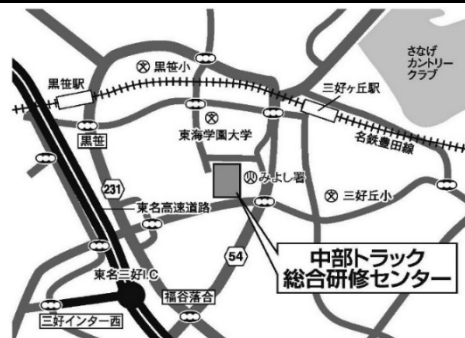 さなげ
カントリー
クラブ
黒笹駅
黒笹小
三好ヶ丘駅
黒笹
東海学園大学
名鉄豊田線
みよし署
231
三好丘小
東名高速道路
54
中部トラック
総合研修センター
東名三好I.C
福谷落合
三好インター西